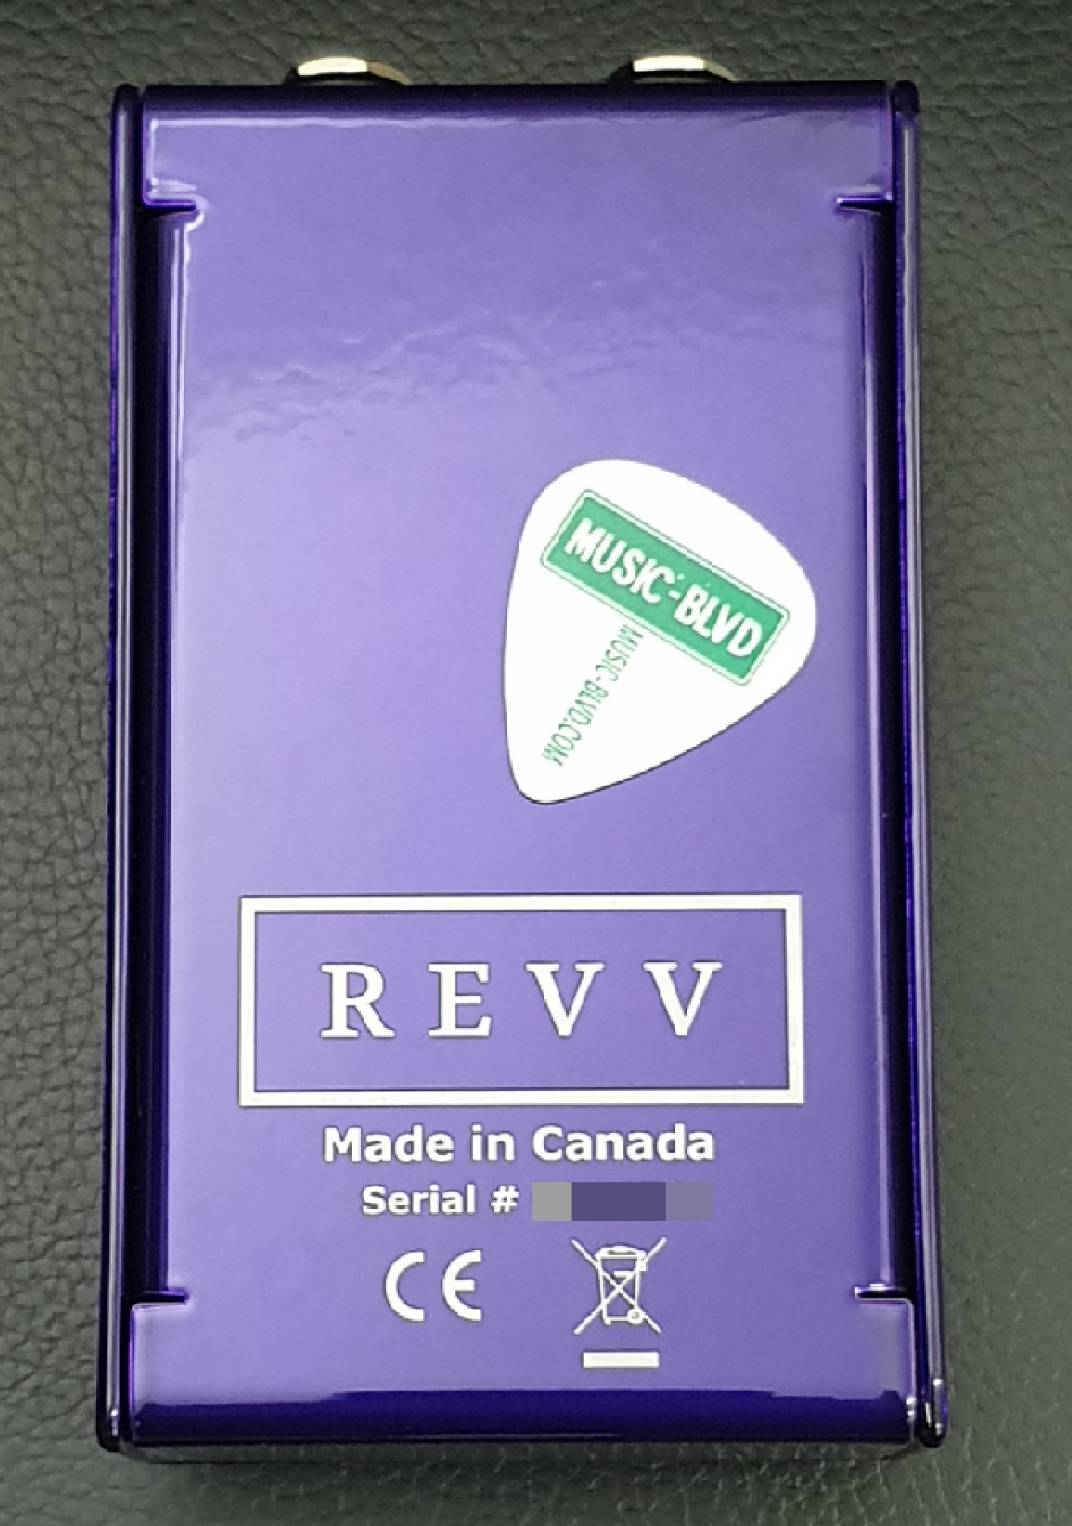 MUSIC-BLVD
MUSIC-BLVD.COM
REVV
Made in Canada
Serial #
CE